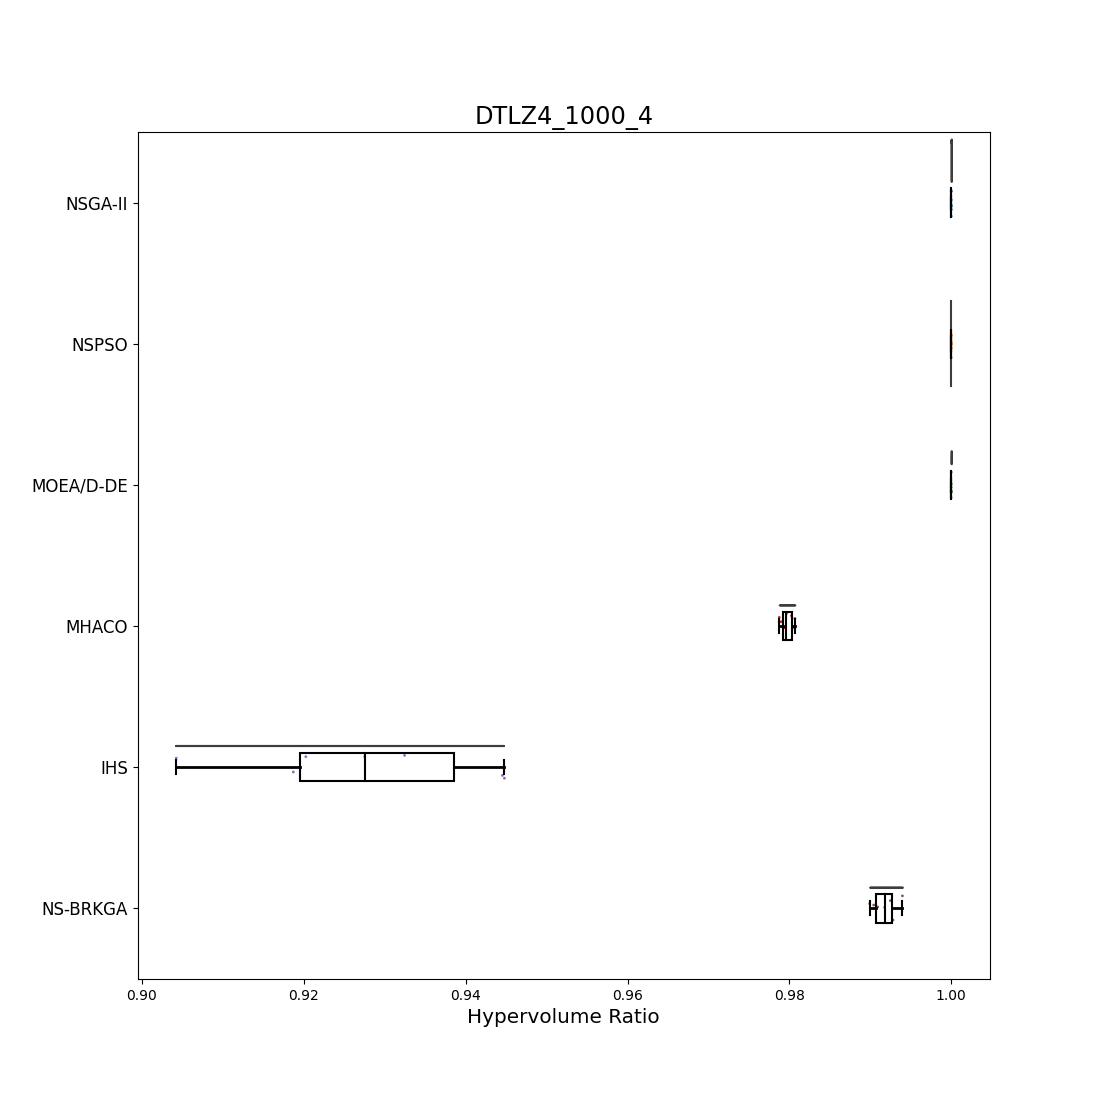 DTLZ4_1000_4
NSGA-II
NSPSO
MOEA/D-DE
MHACO
IHS
NS-BRKGA
0.90 0.92 0.94 0.96 0.98 1.00
Hypervolume Ratio